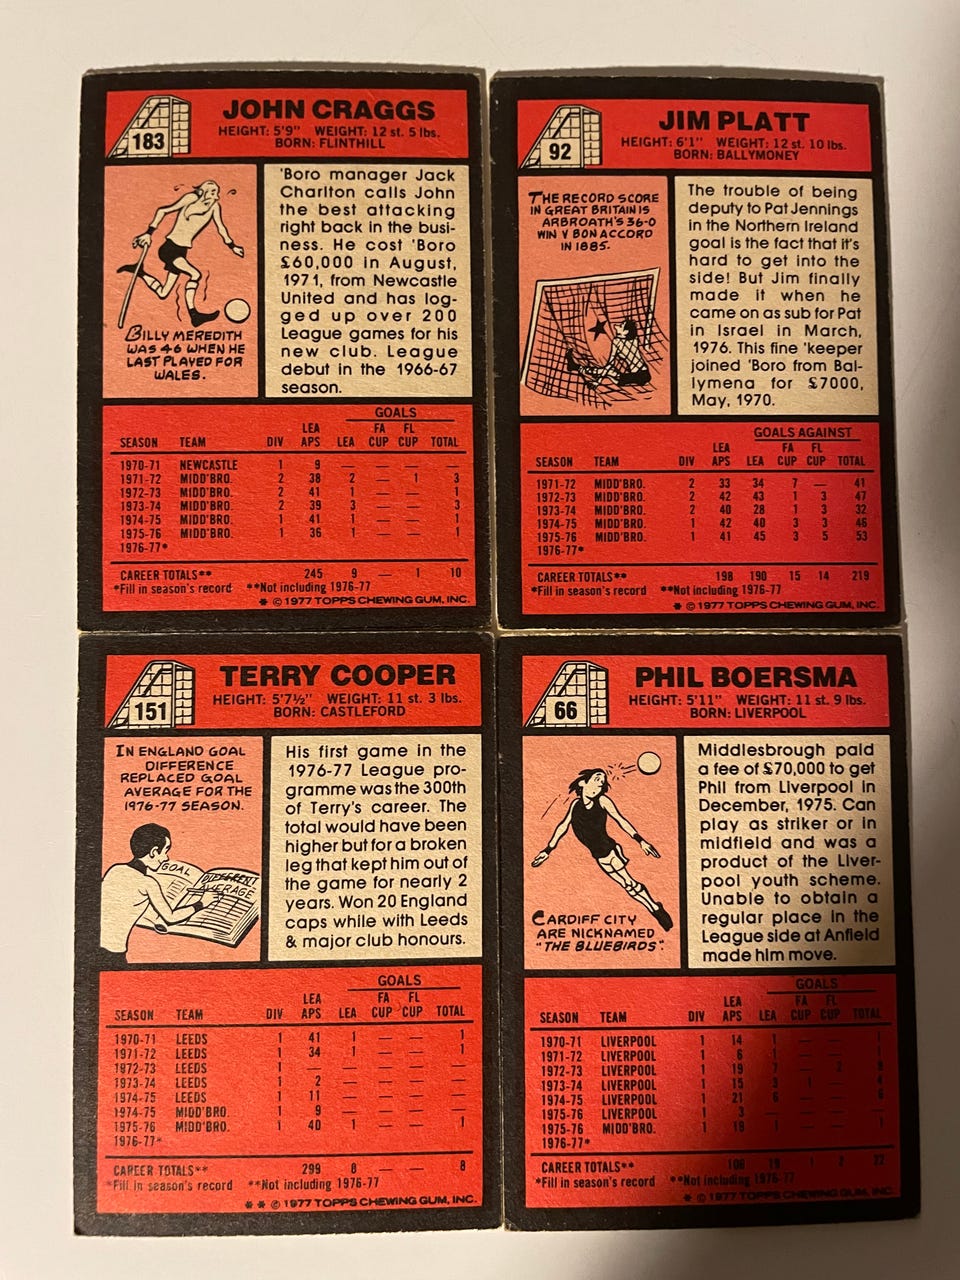 183
JOHN CRAGGS
HEIGHT: 5'9" WEIGHT: 12 st. 5 lbs.
BORN: FLINTHILL
BILLY MEREDITH
WAS 46 WHEN HE
LAST PLAYED FOR
WALES.
'Boro manager Jack
Charlton calls John
the best attacking
right back in the busi-
ness. He cost 'Boro
£60,000 in August,
1971, from Newcastle
United and has log-
ged up over 200
League games for his
new club. League
debut in the 1966-67
season.
GOALS
LEA FA FL
SEASON TEAM DIV APS LEA CUP CUP TOTAL
1970-71 NEWCASTLE 1 9 — — — —
1971-72 MIDD'BRO. 2 38 2 — 1 3
1972-73 MIDD'BRO. 2 41 1 — — 1
1973-74 MIDD'BRO. 2 39 3 — — 3
1974-75 MIDD'BRO. 1 41 1 — — 1
1975-76 MIDD'BRO. 1 36 1 — — 1
1976-77*
CAREER TOTALS** 245 9 — 1 10
*Fill in season's record **Not including 1976-77
* © 1977 TOPPS CHEWING GUM, INC.
92
JIM PLATT
HEIGHT: 6'1" WEIGHT: 12 st. 10 lbs.
BORN: BALLYMONEY
THE RECORD SCORE
IN GREAT BRITAIN IS
ARBROATH'S 36-0
WIN V BON ACCORD
IN 1885.
The trouble of being
deputy to Pat Jennings
in the Northern Ireland
goal is the fact that it's
hard to get into the
side! But Jim finally
made it when he
came on as sub for Pat
in Israel in March,
1976. This fine 'keeper
joined 'Boro from Bal-
lymena for £7000,
May, 1970.
GOALS AGAINST
LEA FA FL
SEASON TEAM DIV APS LEA CUP CUP TOTAL
1971-72 MIDD'BRO. 2 33 34 7 — 41
1972-73 MIDD'BRO. 2 42 43 1 3 47
1973-74 MIDD'BRO. 2 40 28 1 3 32
1974-75 MIDD'BRO. 1 42 40 3 3 46
1975-76 MIDD'BRO. 1 41 45 3 5 53
1976-77*
CAREER TOTALS** 198 190 15 14 219
*Fill in season's record **Not including 1976-77
* © 1977 TOPPS CHEWING GUM, INC.
151
TERRY COOPER
HEIGHT: 5'7½" WEIGHT: 11 st. 3 lbs.
BORN: CASTLEFORD
IN ENGLAND GOAL
DIFFERENCE
REPLACED GOAL
AVERAGE FOR THE
1976-77 SEASON.
GOAL
DIFFERENT
AVERAGE
His first game in the
1976-77 League pro-
gramme was the 300th
of Terry's career. The
total would have been
higher but for a broken
leg that kept him out of
the game for nearly 2
years. Won 20 England
caps while with Leeds
& major club honours.
GOALS
LEA FA FL
SEASON TEAM DIV APS LEA CUP CUP TOTAL
1970-71 LEEDS 1 41 1 — — 1
1971-72 LEEDS 1 34 1 — — 1
1972-73 LEEDS 1 — — — — —
1973-74 LEEDS 1 2 — — — —
1974-75 LEEDS 1 11 — — — —
1974-75 MIDD'BRO. 1 9 — — — —
1975-76 MIDD'BRO. 1 40 1 — — 1
1976-77*
CAREER TOTALS** 299 8 — — 8
*Fill in season's record **Not including 1976-77
* * © 1977 TOPPS CHEWING GUM, INC.
66
PHIL BOERSMA
HEIGHT: 5'11" WEIGHT: 11 st. 9 lbs.
BORN: LIVERPOOL
CARDIFF CITY
ARE NICKNAMED
"THE BLUEBIRDS".
Middlesbrough paid
a fee of £70,000 to get
Phil from Liverpool in
December, 1975. Can
play as striker or in
midfield and was a
product of the Liver-
pool youth scheme.
Unable to obtain a
regular place in the
League side at Anfield
made him move.
GOALS
LEA FA FL
SEASON TEAM DIV APS LEA CUP CUP TOTAL
1970-71 LIVERPOOL 1 14 1 — — 1
1971-72 LIVERPOOL 1 6 1 — — 1
1972-73 LIVERPOOL 1 19 7 — 2
1973-74 LIVERPOOL 1 15 3 1 — 4
1974-75 LIVERPOOL 1 21 6 — — 6
1975-76 LIVERPOOL 1 3 — — — —
1975-76 MIDD'BRO. 1 19 1 — — 1
1976-77*
CAREER TOTALS** 19 1 2 22
*Fill in season's record **Not including 1976-77
* * © 1977 TOPPS CHEWING GUM, INC.